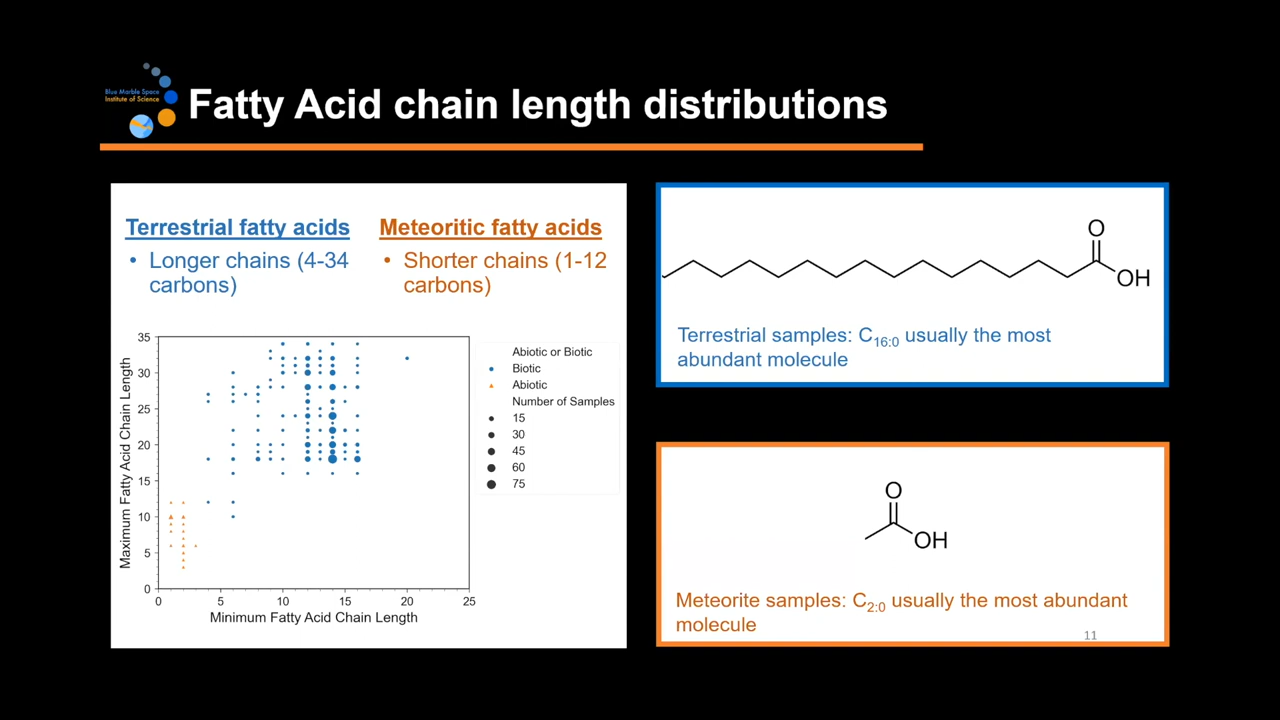 Blue Marble Space
Institute of Science
Fatty Acid chain length distributions
Terrestrial fatty acids
• Longer chains (4-34
carbons)
Meteoritic fatty acids
• Shorter chains (1-12
carbons)
Maximum Fatty Acid Chain Length
35
30
25
20
15
10
5
0
0 5 10 15 20 25
Minimum Fatty Acid Chain Length
Abiotic or Biotic
Biotic
Abiotic
Number of Samples
15
30
45
60
75
O
OH
Terrestrial samples: C16:0 usually the most
abundant molecule
O
OH
Meteorite samples: C2:0 usually the most abundant
molecule
11